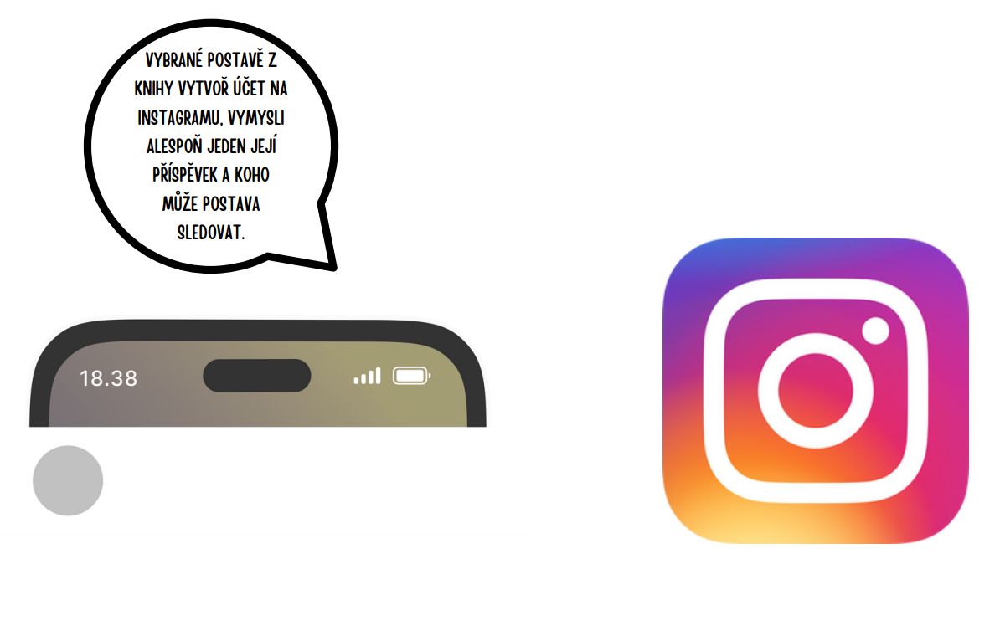 VYBRANÉ POSTAVĚ Z
KNIHY VYTVOŘ ÚČET NA
INSTAGRAMU, VYMYSLI
ALESPOŇ JEDEN JEJÍ
PŘÍSPĚVEK A KOHO
MŮŽE POSTAVA
SLEDOVAT.
18.38